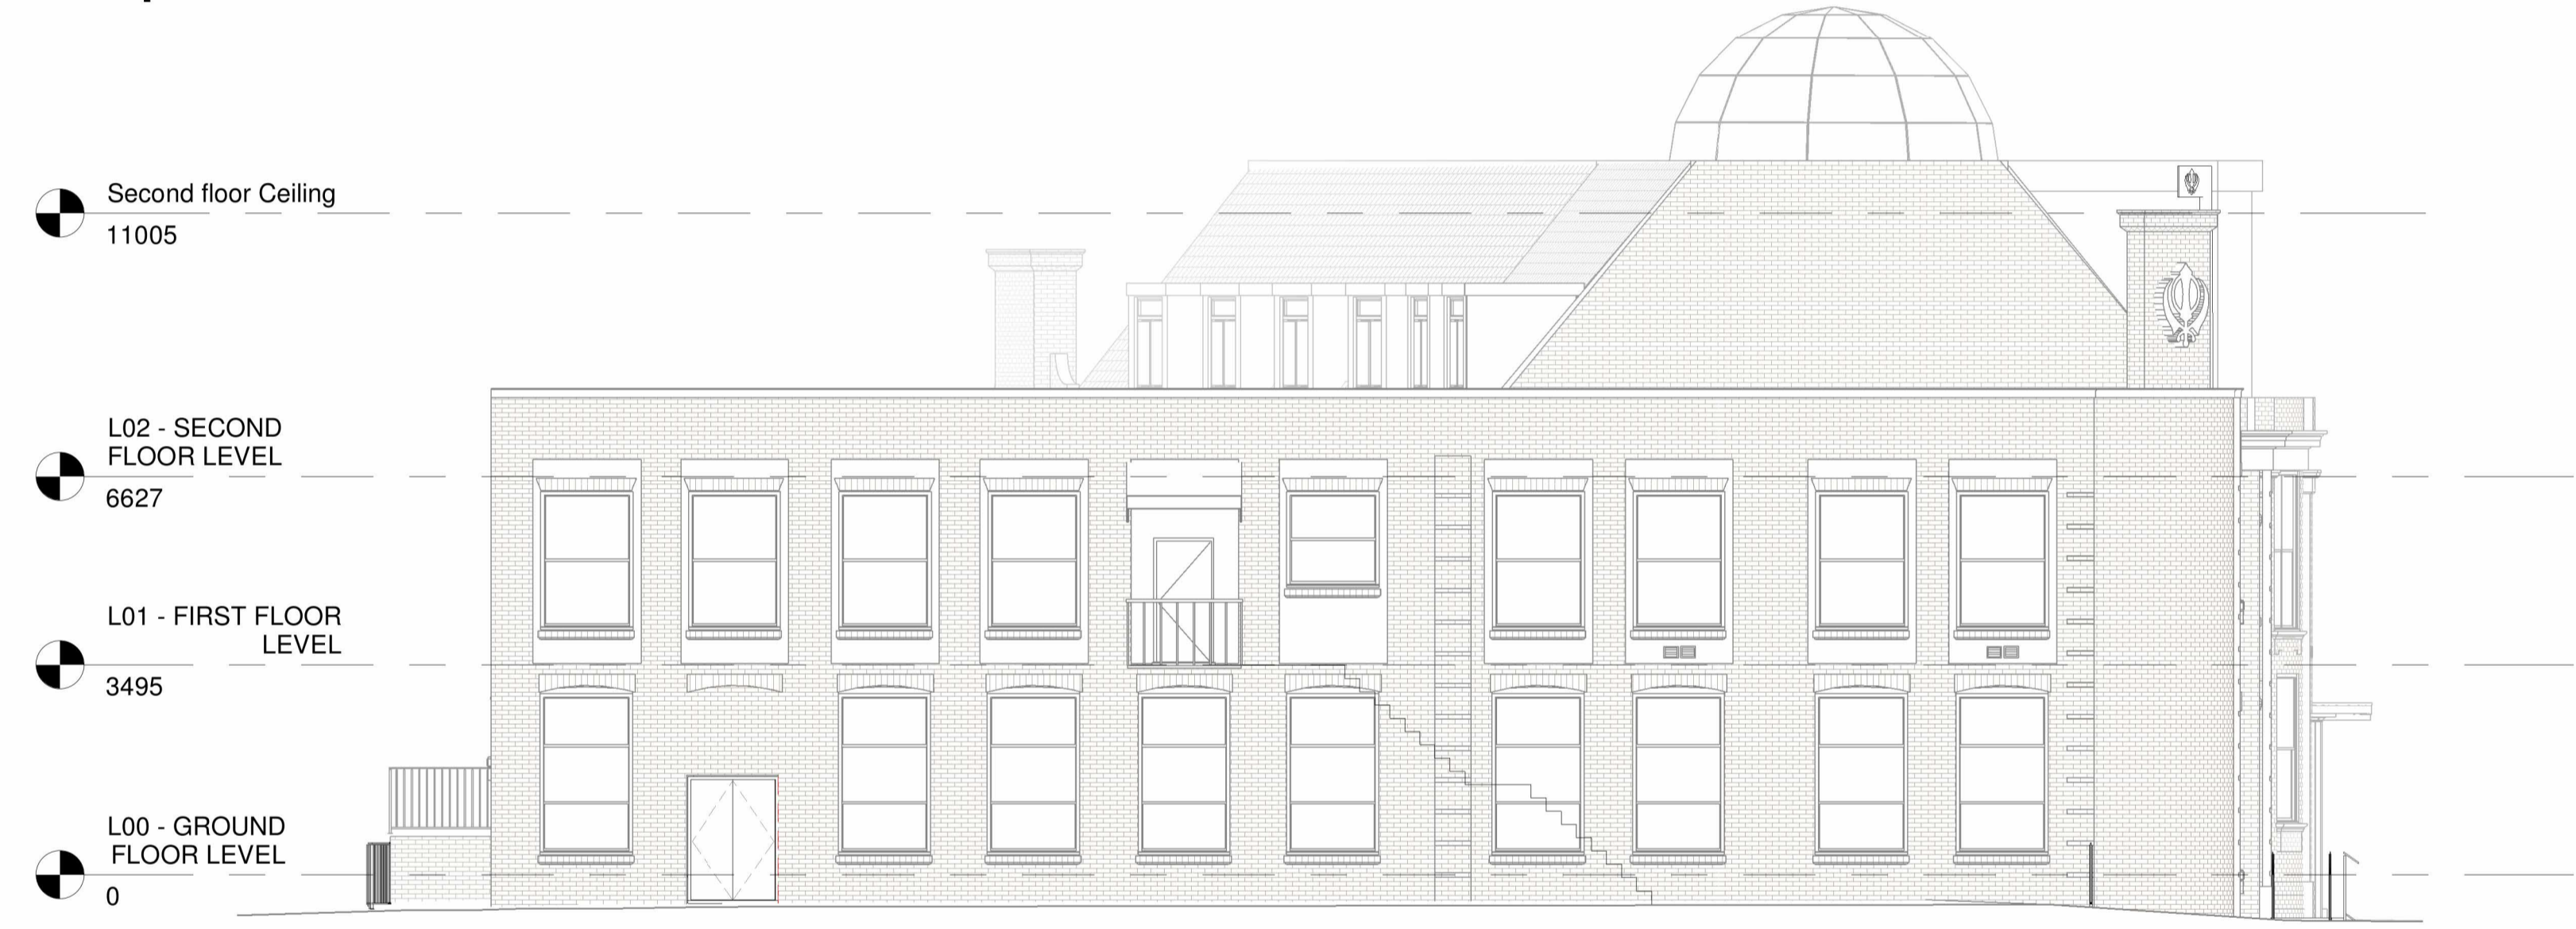 Second floor Ceiling
11005
L02 - SECOND
FLOOR LEVEL
6627
L01 - FIRST FLOOR
LEVEL
3495
L00 - GROUND
FLOOR LEVEL
0